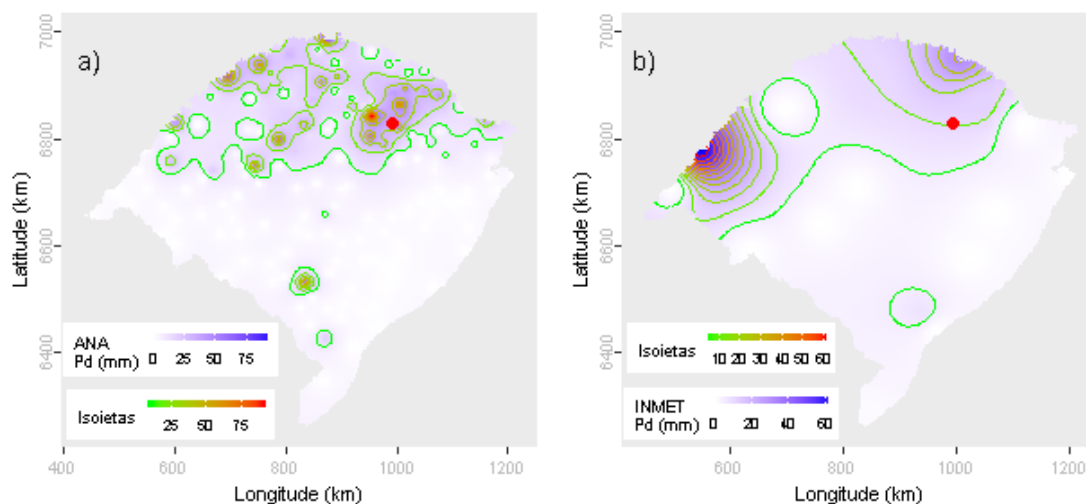 a)
7000
6800
6600
6400
Latitude (km)
ANA
Pd (mm)
0 25 50 75
Isoietas
25 50 75
400 600 800 1000 1200
Longitude (km)
b)
7000
6800
6600
6400
Latitude (km)
Isoietas
10 20 30 40 50 60
INMET
Pd (mm)
0 20 40 60
600 800 1000 1200
Longitude (km)